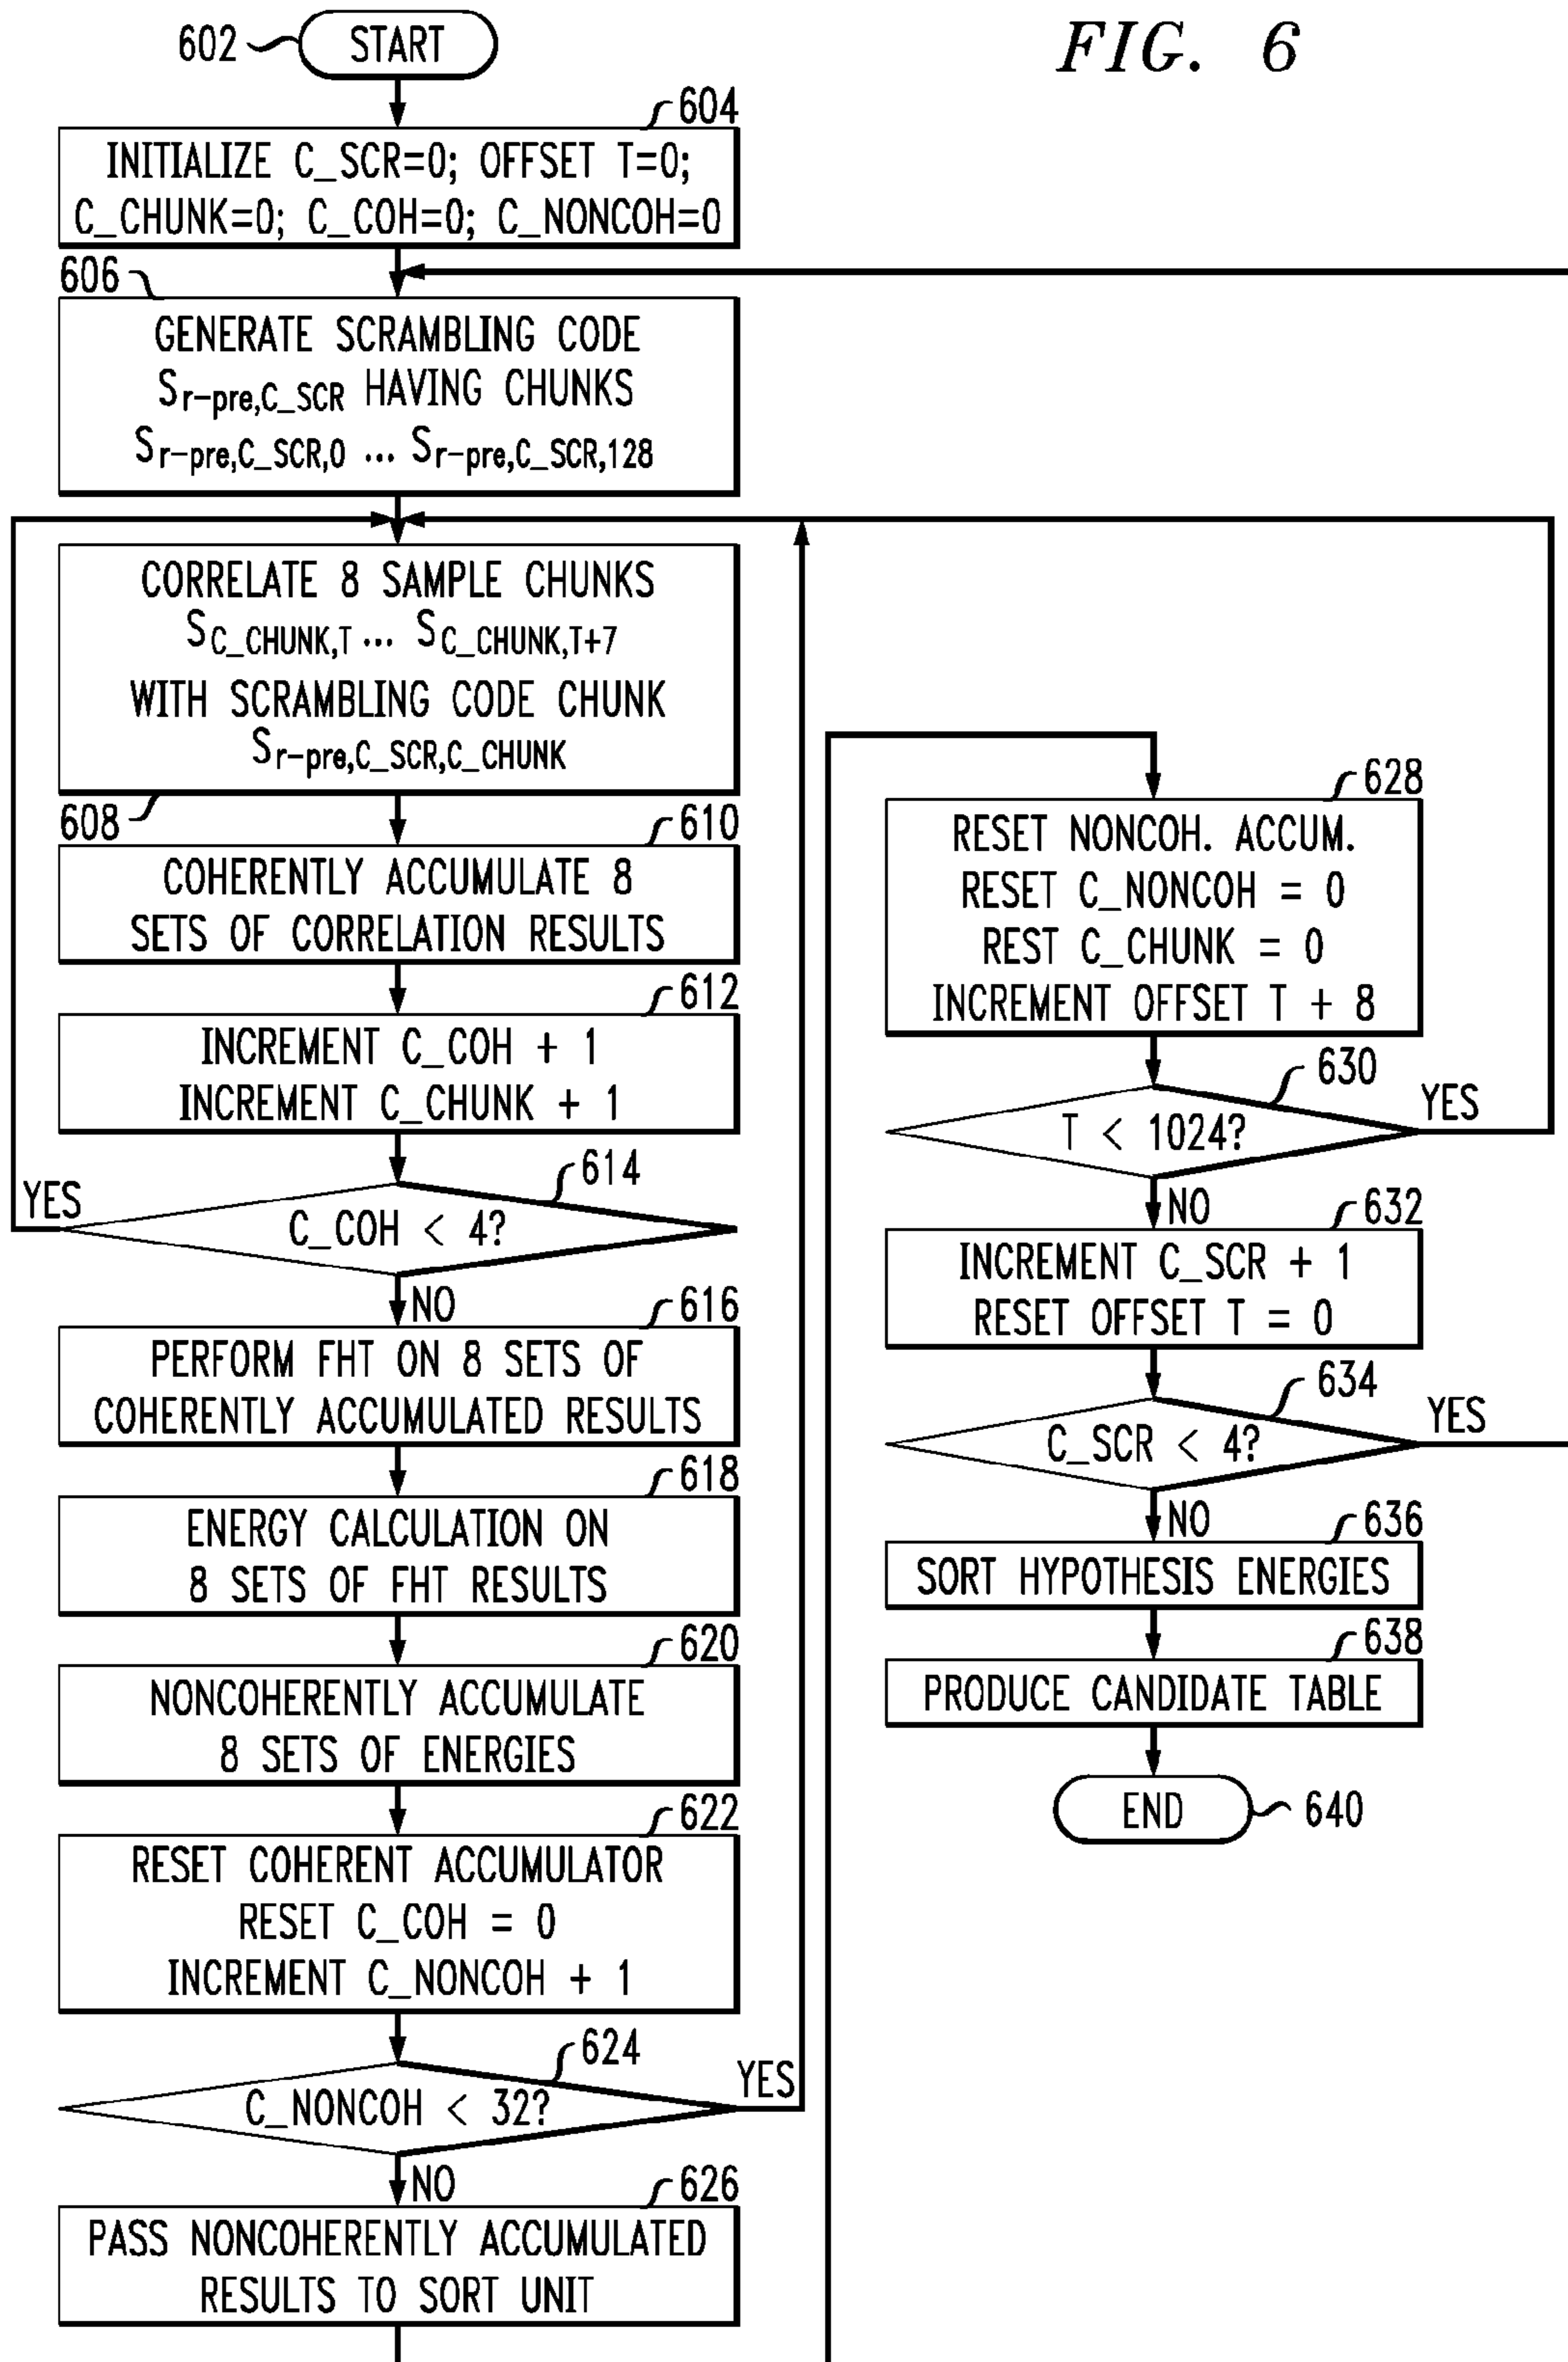 FIG. 6
602
START
604
INITIALIZE C_SCR=0; OFFSET T=0;
C_CHUNK=0; C_COH=0; C_NONCOH=0
606
GENERATE SCRAMBLING CODE
Sr-pre,C_SCR HAVING CHUNKS
Sr-pre,C_SCR,0 ... Sr-pre,C_SCR,128
CORRELATE 8 SAMPLE CHUNKS
SC_CHUNK,T ... SC_CHUNK,T+7
WITH SCRAMBLING CODE CHUNK
Sr-pre,C_SCR,C_CHUNK
608
610
COHERENTLY ACCUMULATE 8
SETS OF CORRELATION RESULTS
612
INCREMENT C_COH + 1
INCREMENT C_CHUNK + 1
614
YES
C_COH < 4?
NO
616
PERFORM FHT ON 8 SETS OF
COHERENTLY ACCUMULATED RESULTS
618
ENERGY CALCULATION ON
8 SETS OF FHT RESULTS
620
NONCOHERENTLY ACCUMULATE
8 SETS OF ENERGIES
622
RESET COHERENT ACCUMULATOR
RESET C_COH = 0
INCREMENT C_NONCOH + 1
624
YES
C_NONCOH < 32?
NO
626
PASS NONCOHERENTLY ACCUMULATED
RESULTS TO SORT UNIT
628
RESET NONCOH. ACCUM.
RESET C_NONCOH = 0
REST C_CHUNK = 0
INCREMENT OFFSET T + 8
630
YES
T < 1024?
NO
632
INCREMENT C_SCR + 1
RESET OFFSET T = 0
634
YES
C_SCR < 4?
NO
636
SORT HYPOTHESIS ENERGIES
638
PRODUCE CANDIDATE TABLE
END
640